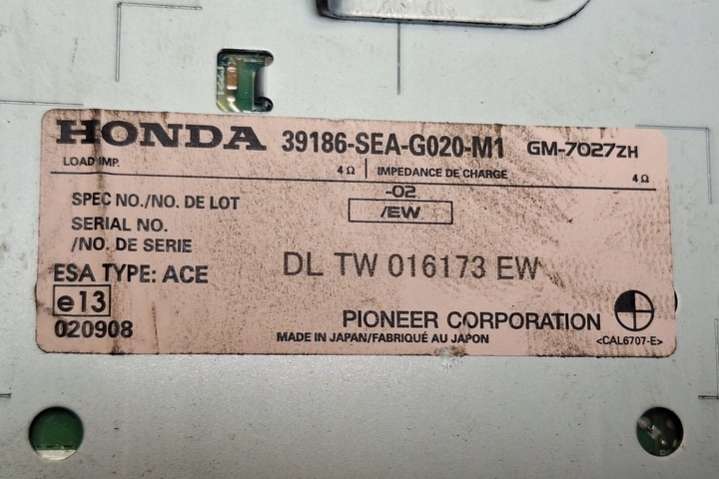 HONDA 39186-SEA-G020-M1 GM-7027ZH
LOAD IMP. 4 Ω IMPEDANCE DE CHARGE 4 Ω
SPEC NO./NO. DE LOT -02
/EW
SERIAL NO.
/NO. DE SERIE
DL TW 016173 EW
ESA TYPE: ACE
e13
020908
PIONEER CORPORATION
MADE IN JAPAN/FABRIQUÉ AU JAPON
<CAL6707-E>